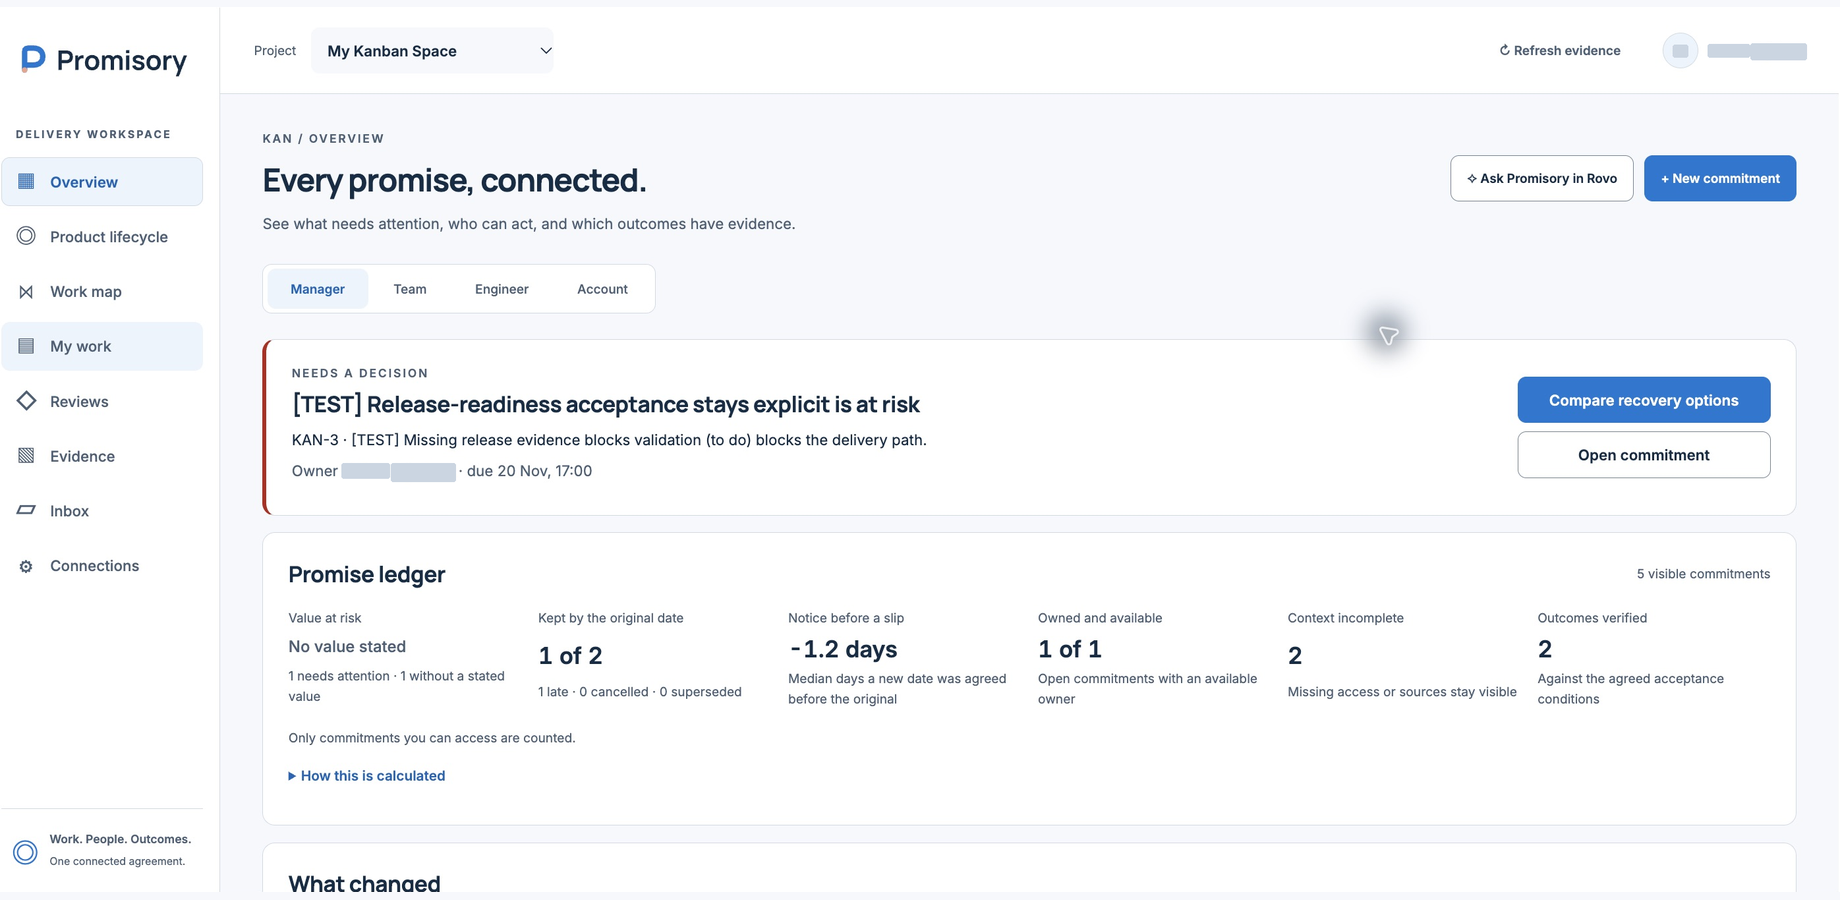 Promisory
Project
My Kanban Space
↻ Refresh evidence
DELIVERY WORKSPACE
Overview
Product lifecycle
Work map
My work
Reviews
Evidence
Inbox
Connections
Work. People. Outcomes.
One connected agreement.
KAN / OVERVIEW
Every promise, connected.
See what needs attention, who can act, and which outcomes have evidence.
✧ Ask Promisory in Rovo
+ New commitment
Manager
Team
Engineer
Account
NEEDS A DECISION
[TEST] Release-readiness acceptance stays explicit is at risk
KAN-3 · [TEST] Missing release evidence blocks validation (to do) blocks the delivery path.
Owner · due 20 Nov, 17:00
Compare recovery options
Open commitment
Promise ledger
5 visible commitments
Value at risk
No value stated
1 needs attention · 1 without a stated
value
Kept by the original date
1 of 2
1 late · 0 cancelled · 0 superseded
Notice before a slip
-1.2 days
Median days a new date was agreed
before the original
Owned and available
1 of 1
Open commitments with an available
owner
Context incomplete
2
Missing access or sources stay visible
Outcomes verified
2
Against the agreed acceptance
conditions
Only commitments you can access are counted.
▶ How this is calculated
What changed